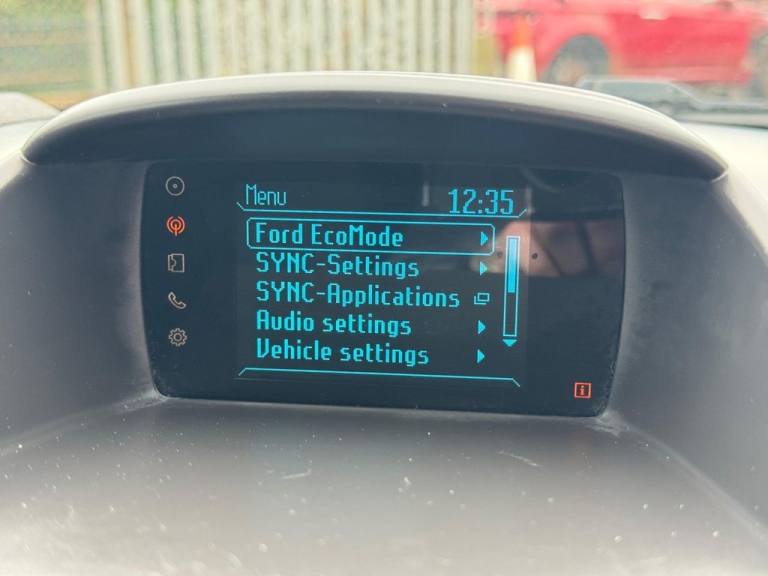 Menu 12:35
Ford EcoMode
SYNC-Settings
SYNC-Applications
Audio settings
Vehicle settings
i